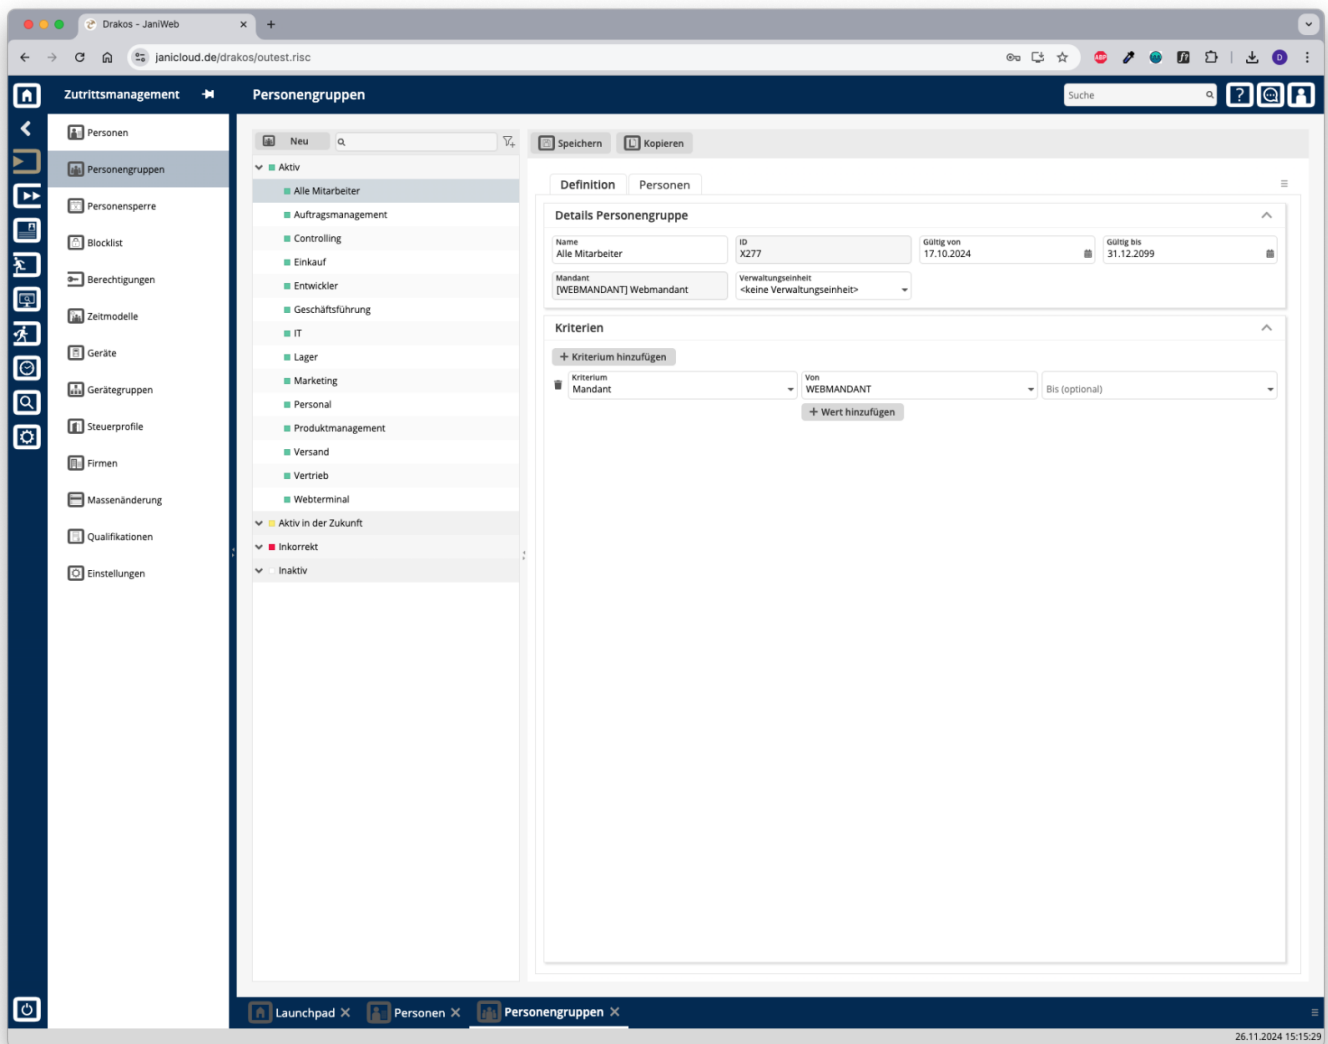 Drakos - JaniWeb
janicloud.de/drakos/outest.risc
ABP
D
Zutrittsmanagement
Personengruppen
Suche
?
Personen
Personengruppen
Personensperre
Blocklist
Berechtigungen
Zeitmodelle
Geräte
Gerätegruppen
Steuerprofile
Firmen
Massenänderung
Qualifikationen
Einstellungen
Neu
Aktiv
Alle Mitarbeiter
Auftragsmanagement
Controlling
Einkauf
Entwickler
Geschäftsführung
IT
Lager
Marketing
Personal
Produktmanagement
Versand
Vertrieb
Webterminal
Aktiv in der Zukunft
Inkorrekt
Inaktiv
Speichern Kopieren
Definition Personen
Details Personengruppe
Name ID Gültig von Gültig bis
Alle Mitarbeiter X277 17.10.2024 31.12.2099
Mandant Verwaltungseinheit
[WEBMANDANT] Webmandant <keine Verwaltungseinheit>
Kriterien
+ Kriterium hinzufügen
Kriterium Von
Mandant WEBMANDANT Bis (optional)
+ Wert hinzufügen
Launchpad Personen Personengruppen
26.11.2024 15:15:29